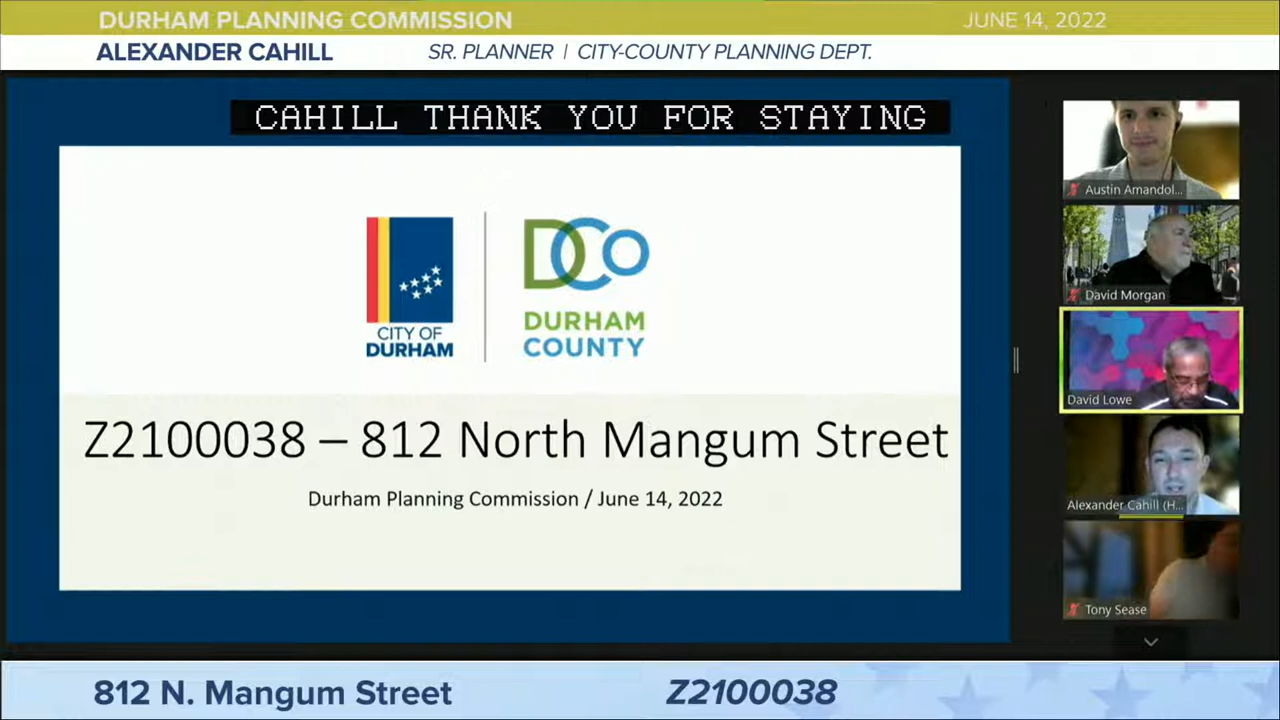 DURHAM PLANNING COMMISSION
JUNE 14, 2022
ALEXANDER CAHILL
SR. PLANNER | CITY-COUNTY PLANNING DEPT.
CAHILL THANK YOU FOR STAYING
CITY OF
DURHAM
DCO
DURHAM
COUNTY
Z2100038 – 812 North Mangum Street
Durham Planning Commission / June 14, 2022
Austin Amandol...
David Morgan
David Lowe
Alexander Cahill (H...
Tony Sease
812 N. Mangum Street
Z2100038